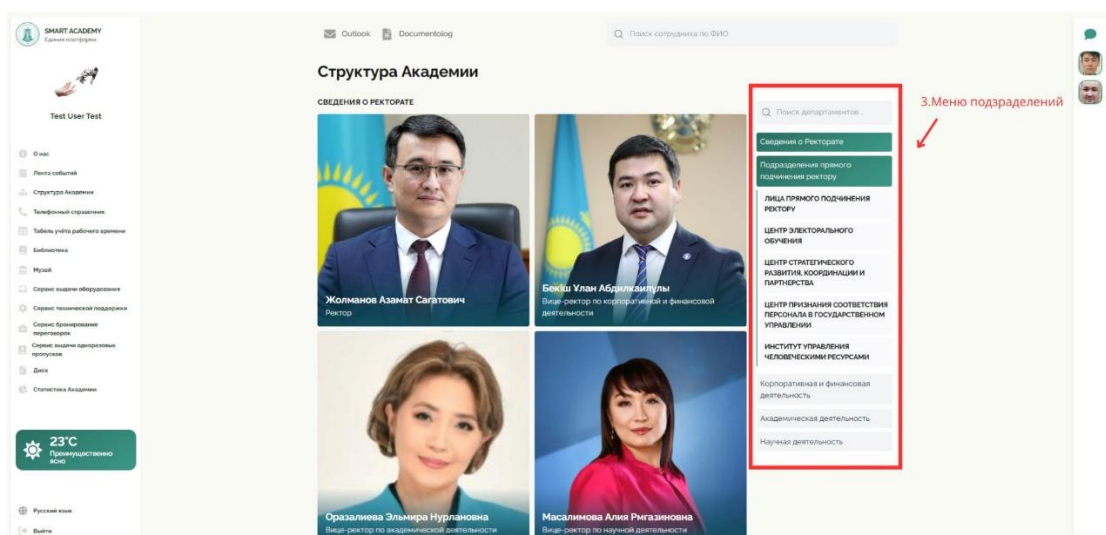 SMART ACADEMY
Единая платформа
Test User Test
О нас
Лента событий
Структура Академии
Телефонный справочник
Табель учёта рабочего времени
Библиотека
Музей
Сервис выдачи оборудования
Сервис технической поддержки
Сервис бронирование
переговорок
Сервис выдачи одноразовых
пропусков
Диск
Статистика Академии
23°C
Преимущественно
ясно
Русский язык
Выйти
Outlook
Documentolog
Поиск сотрудника по ФИО
Структура Академии
СВЕДЕНИЯ О РЕКТОРАТЕ
Жолманов Азамат Сагатович
Ректор
Бекіш Ұлан Абдилкаилулы
Вице-ректор по корпоративной и финансовой
деятельности
Оразалиева Эльмира Нурлановна
Вице-ректор по академической деятельности
Масалимова Алия Рмгазиновна
Вице-ректор по научной деятельности
Поиск департаментов...
Сведения о Ректорате
Подразделения прямого
подчинения ректору
ЛИЦА ПРЯМОГО ПОДЧИНЕНИЯ
РЕКТОРУ
ЦЕНТР ЭЛЕКТОРАЛЬНОГО
ОБУЧЕНИЯ
ЦЕНТР СТРАТЕГИЧЕСКОГО
РАЗВИТИЯ, КООРДИНАЦИИ И
ПАРТНЕРСТВА
ЦЕНТР ПРИЗНАНИЯ СООТВЕТСТВИЯ
ПЕРСОНАЛА В ГОСУДАРСТВЕННОМ
УПРАВЛЕНИИ
ИНСТИТУТ УПРАВЛЕНИЯ
ЧЕЛОВЕЧЕСКИМИ РЕСУРСАМИ
Корпоративная и финансовая
деятельность
Академическая деятельность
Научная деятельность
3.Меню подзраделений